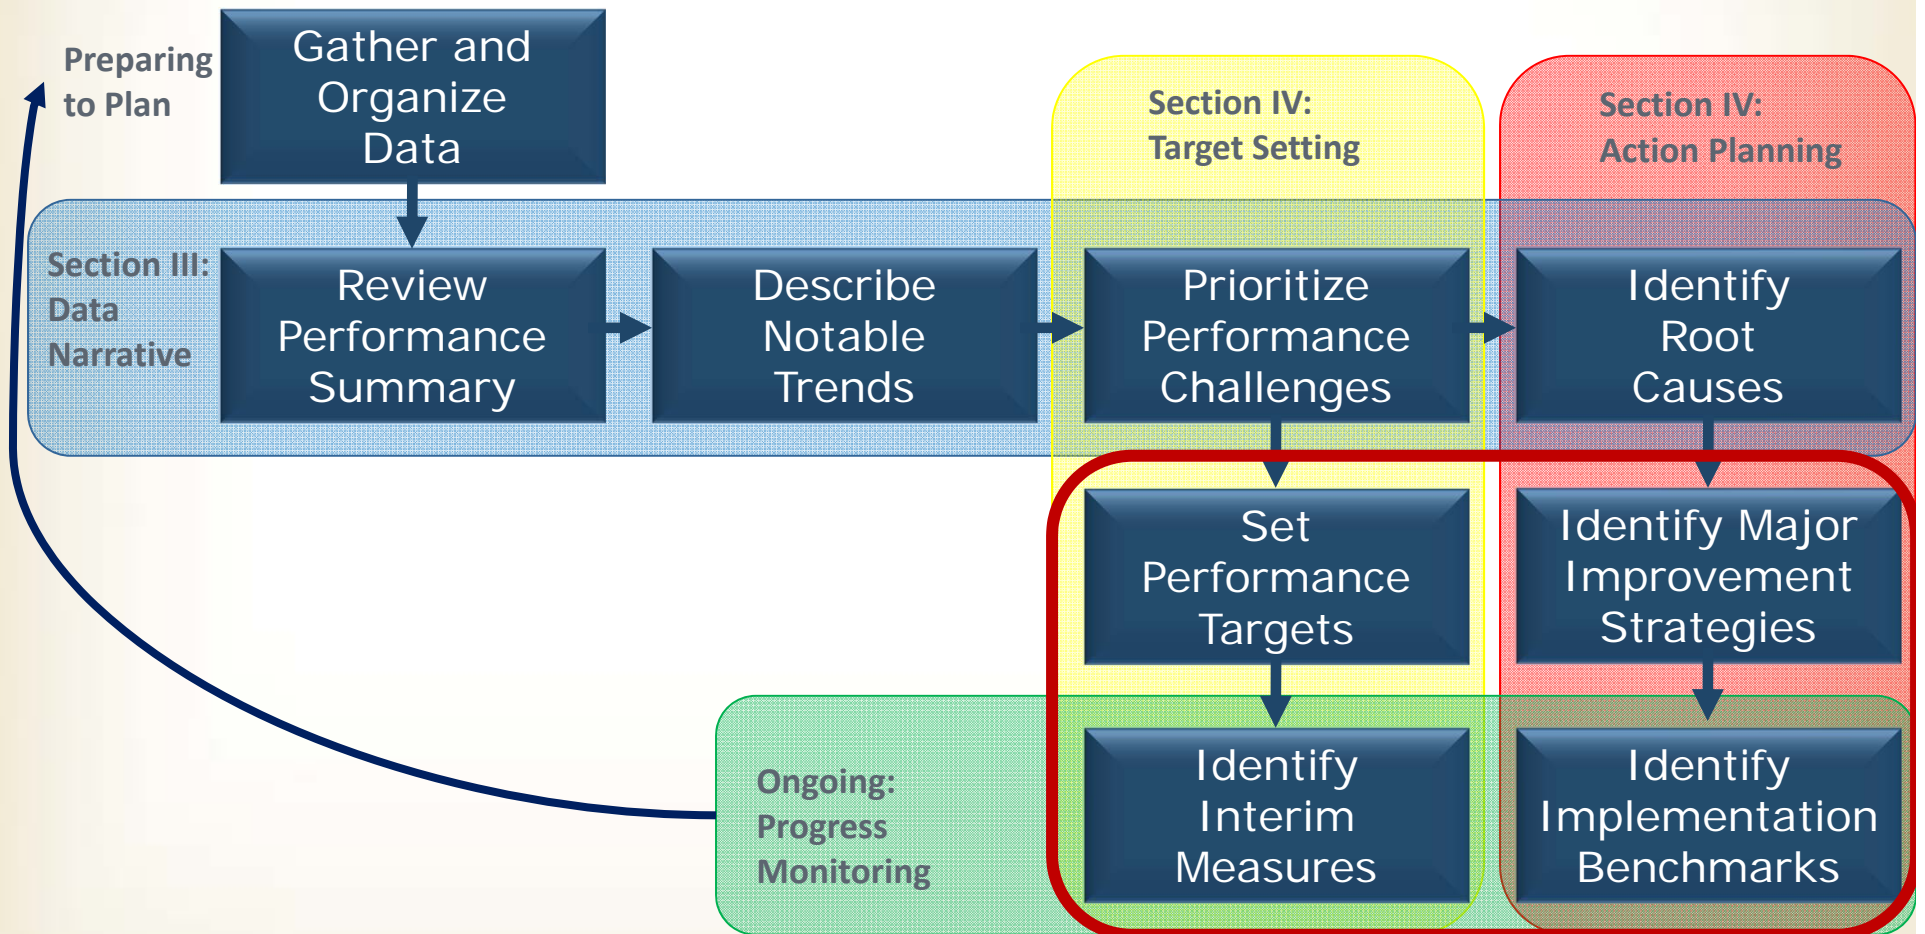 Preparing
to Plan
Gather and
Organize
Data
Section IV:
Target Setting
Section IV:
Action Planning
Section III:
Data
Narrative
Review
Performance
Summary
Describe
Notable
Trends
Prioritize
Performance
Challenges
Identify
Root
Causes
Set
Performance
Targets
Identify Major
Improvement
Strategies
Ongoing:
Progress
Monitoring
Identify
Interim
Measures
Identify
Implementation
Benchmarks